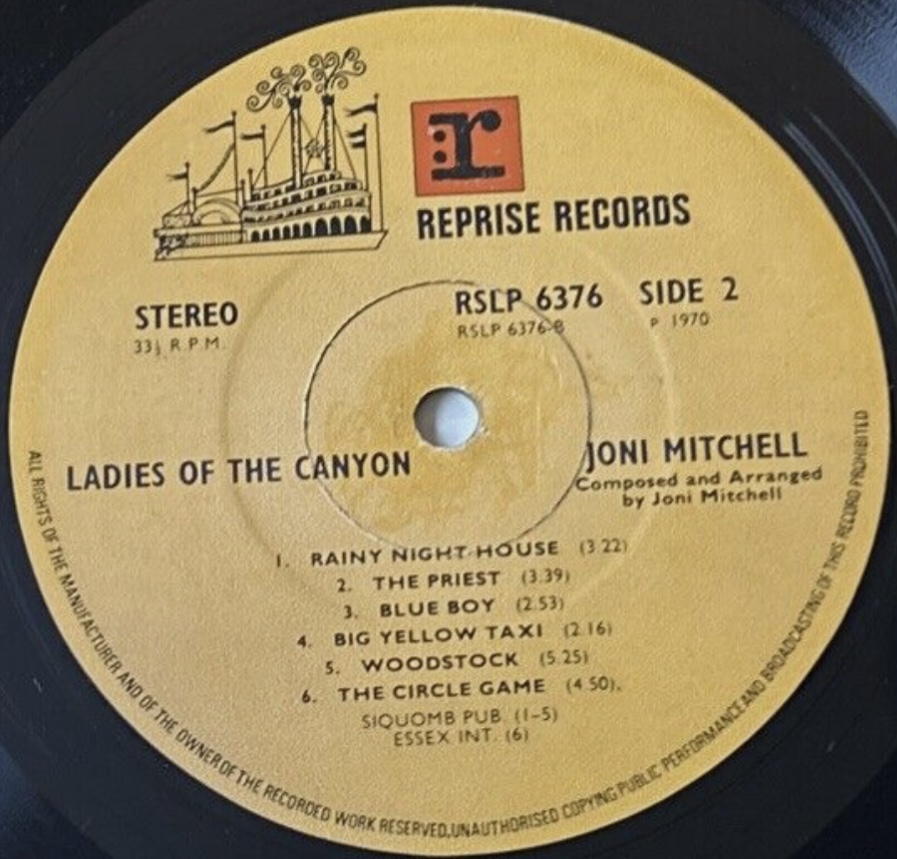 r
REPRISE RECORDS
STEREO
33⅓ R.P.M.
RSLP 6376 SIDE 2
RSLP 6376-B
P 1970
LADIES OF THE CANYON
JONI MITCHELL
Composed and Arranged
by Joni Mitchell
1. RAINY NIGHT HOUSE (3.22)
2. THE PRIEST (3.39)
3. BLUE BOY (2.53)
4. BIG YELLOW TAXI (2.16)
5. WOODSTOCK (5.25)
6. THE CIRCLE GAME (4.50).
SIQUOMB PUB. (1-5)
ESSEX INT. (6)
ALL RIGHTS OF THE MANUFACTURER AND OF THE OWNER OF THE RECORDED WORK RESERVED,UNAUTHORISED COPYING PUBLIC PERFORMANCE AND BROADCASTING OF THIS RECORD PROHIBITED